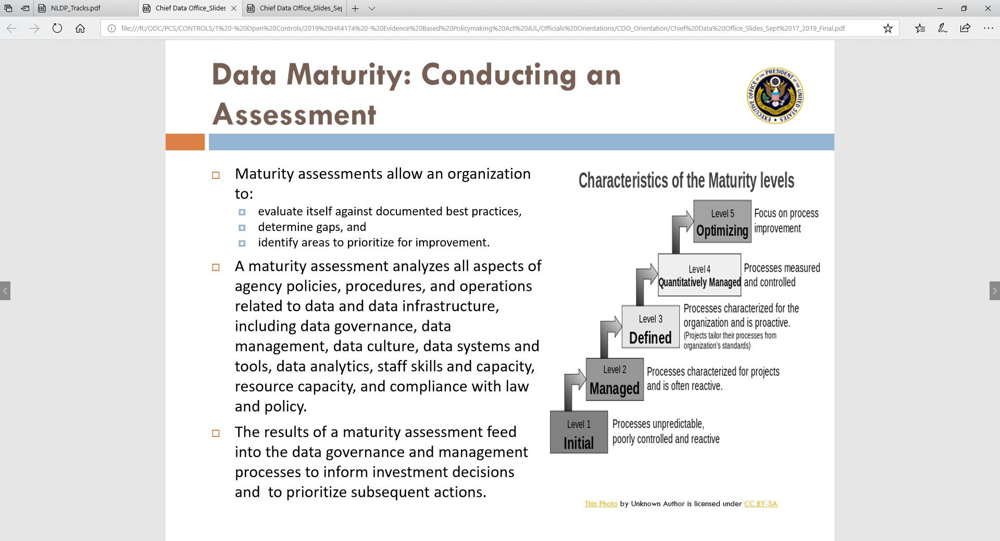 NLDP_Tracks.pdf
Chief Data Office_Slides
Chief Data Office_Slides_Se
file:///R:/ODC/PCS/CONTROLS/1%20-%20Open%20Controls/2019%20HR4174%20-%20Evidence%20Based%20Policymaking%20Act%20AJL/Officials%20Orientations/CDO_Orientation/Chief%20Data%20Office_Slides_Sept%2017_2019_Final.pdf
Data Maturity: Conducting an
Assessment
EXECUTIVE OFFICE OF THE PRESIDENT OF THE UNITED STATES
OFFICE OF MANAGEMENT AND BUDGET
Maturity assessments allow an organization
to:
evaluate itself against documented best practices,
determine gaps, and
identify areas to prioritize for improvement.
A maturity assessment analyzes all aspects of
agency policies, procedures, and operations
related to data and data infrastructure,
including data governance, data
management, data culture, data systems and
tools, data analytics, staff skills and capacity,
resource capacity, and compliance with law
and policy.
The results of a maturity assessment feed
into the data governance and management
processes to inform investment decisions
and  to prioritize subsequent actions.
Characteristics of the Maturity levels
Level 5
Optimizing
Focus on process
improvement
Level 4
Quantitatively Managed
Processes measured
and controlled
Level 3
Defined
Processes characterized for the
organization and is proactive.
(Projects tailor their processes from
organization's standards)
Level 2
Managed
Processes characterized for projects
and is often reactive.
Level 1
Initial
Processes unpredictable,
poorly controlled and reactive
This Photo by Unknown Author is licensed under CC BY-SA